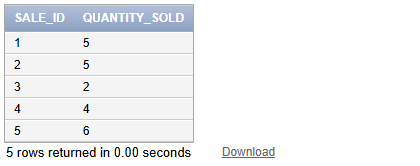 SALE_ID QUANTITY_SOLD
1 5
2 5
3 2
4 4
5 6
5 rows returned in 0.00 seconds Download